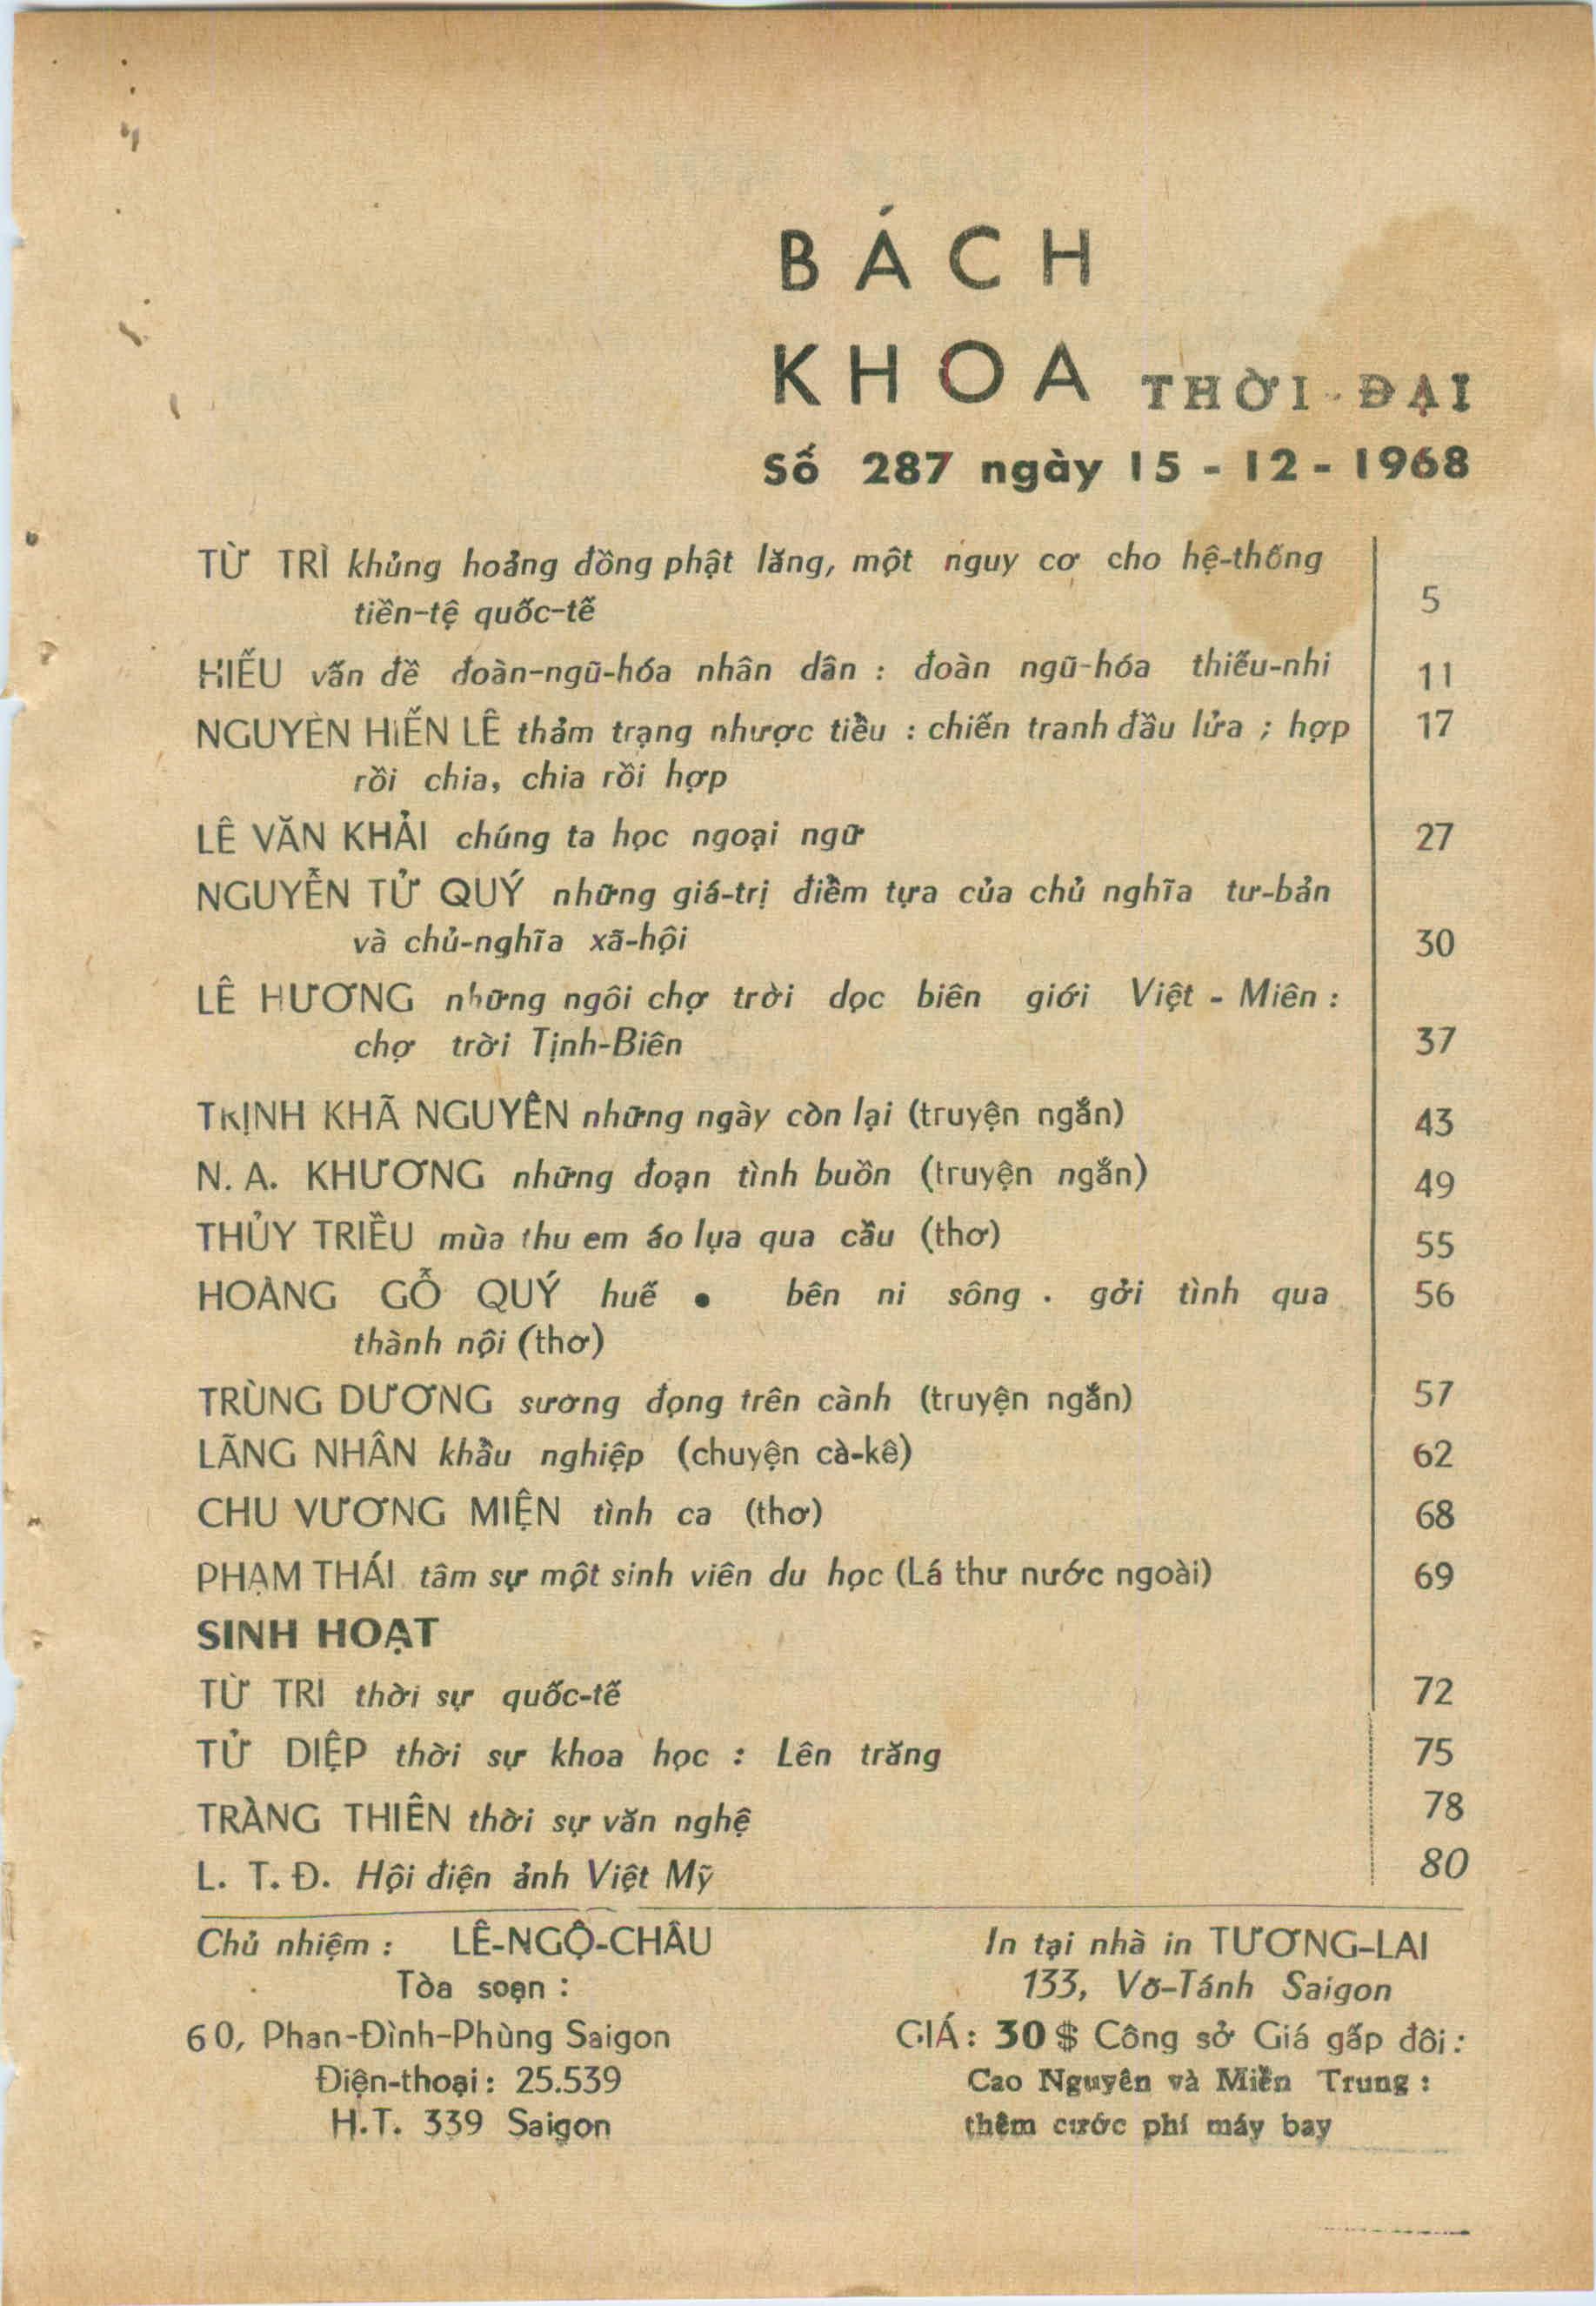 BÁCH
KHOA THỜI-ĐẠI
Số 287 ngày 15 - 12 - 1968
TỪ TRÌ khủng hoảng đồng phật lăng, một nguy cơ cho hệ-thống
tiền-tệ quốc-tế 5
HIẾU vấn đề đoàn-ngũ-hóa nhân dân : đoàn ngũ-hóa thiếu-nhi 11
NGUYỄN HIẾN LÊ thảm trạng nhược tiểu : chiến tranh dầu lửa ; hợp 17
rồi chia, chia rồi hợp
LÊ VĂN KHẢI chúng ta học ngoại ngữ 27
NGUYỄN TỬ QUÝ những giá-trị điểm tựa của chủ nghĩa tư-bản
và chủ-nghĩa xã-hội 30
LÊ HƯƠNG những ngôi chợ trời dọc biên giới Việt - Miên :
chợ trời Tịnh-Biên 37
TRỊNH KHÃ NGUYÊN những ngày còn lại (truyện ngắn) 43
N. A. KHƯƠNG những đoạn tình buồn (truyện ngắn) 49
THỦY TRIỀU mùa thu em áo lụa qua cầu (thơ) 55
HOÀNG GỖ QUÝ huế • bên ni sông . gởi tình qua 56
thành nội (thơ)
TRÙNG DƯƠNG sương đọng trên cành (truyện ngắn) 57
LÃNG NHÂN khẩu nghiệp (chuyện cà-kê) 62
CHU VƯƠNG MIỆN tình ca (thơ) 68
PHẠM THÁI tâm sự một sinh viên du học (Lá thư nước ngoài) 69
SINH HOẠT
TỪ TRÌ thời sự quốc-tế 72
TỬ DIỆP thời sự khoa học : Lên trăng 75
TRÀNG THIÊN thời sự văn nghệ 78
L. T. Đ. Hội điện ảnh Việt Mỹ 80
Chủ nhiệm : LÊ-NGỘ-CHÂU
Tòa soạn :
60, Phan-Đình-Phùng Saigon
Điện-thoại : 25.539
H.T. 339 Saigon
In tại nhà in TƯƠNG-LAI
133, Võ-Tánh Saigon
GIÁ : 30 $ Công sở Giá gấp đôi :
Cao Nguyên và Miền Trung :
thêm cước phí máy bay